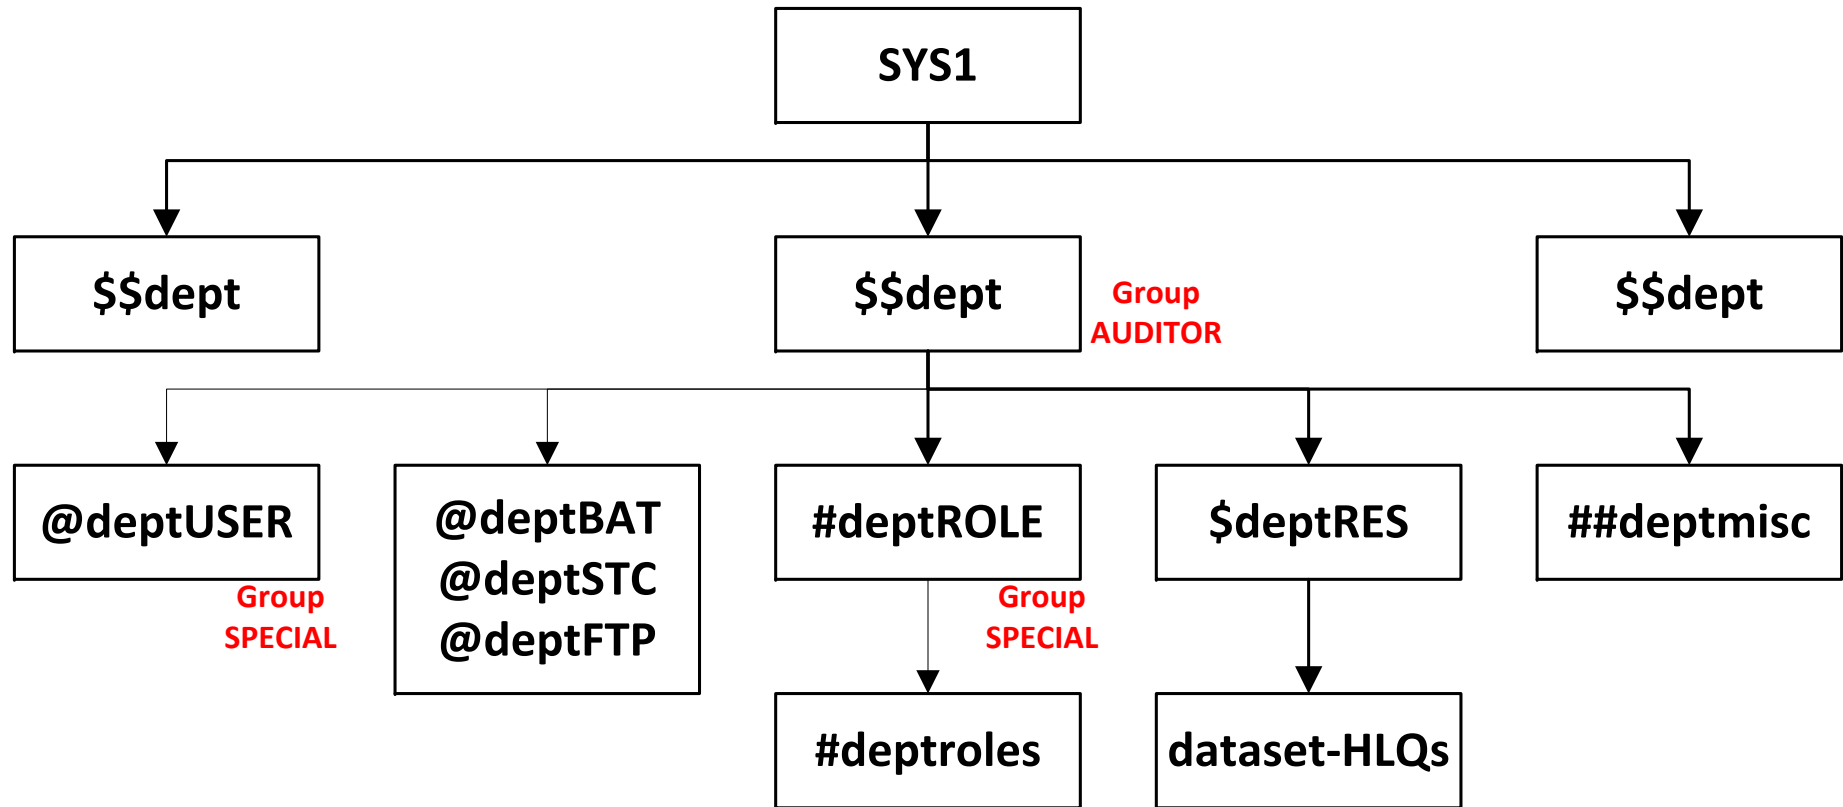 SYS1
$$dept
$$dept
Group
AUDITOR
$$dept
@deptUSER
Group
SPECIAL
@deptBAT
@deptSTC
@deptFTP
#deptROLE
Group
SPECIAL
$deptRES
##deptmisc
#deptroles
dataset-HLQs